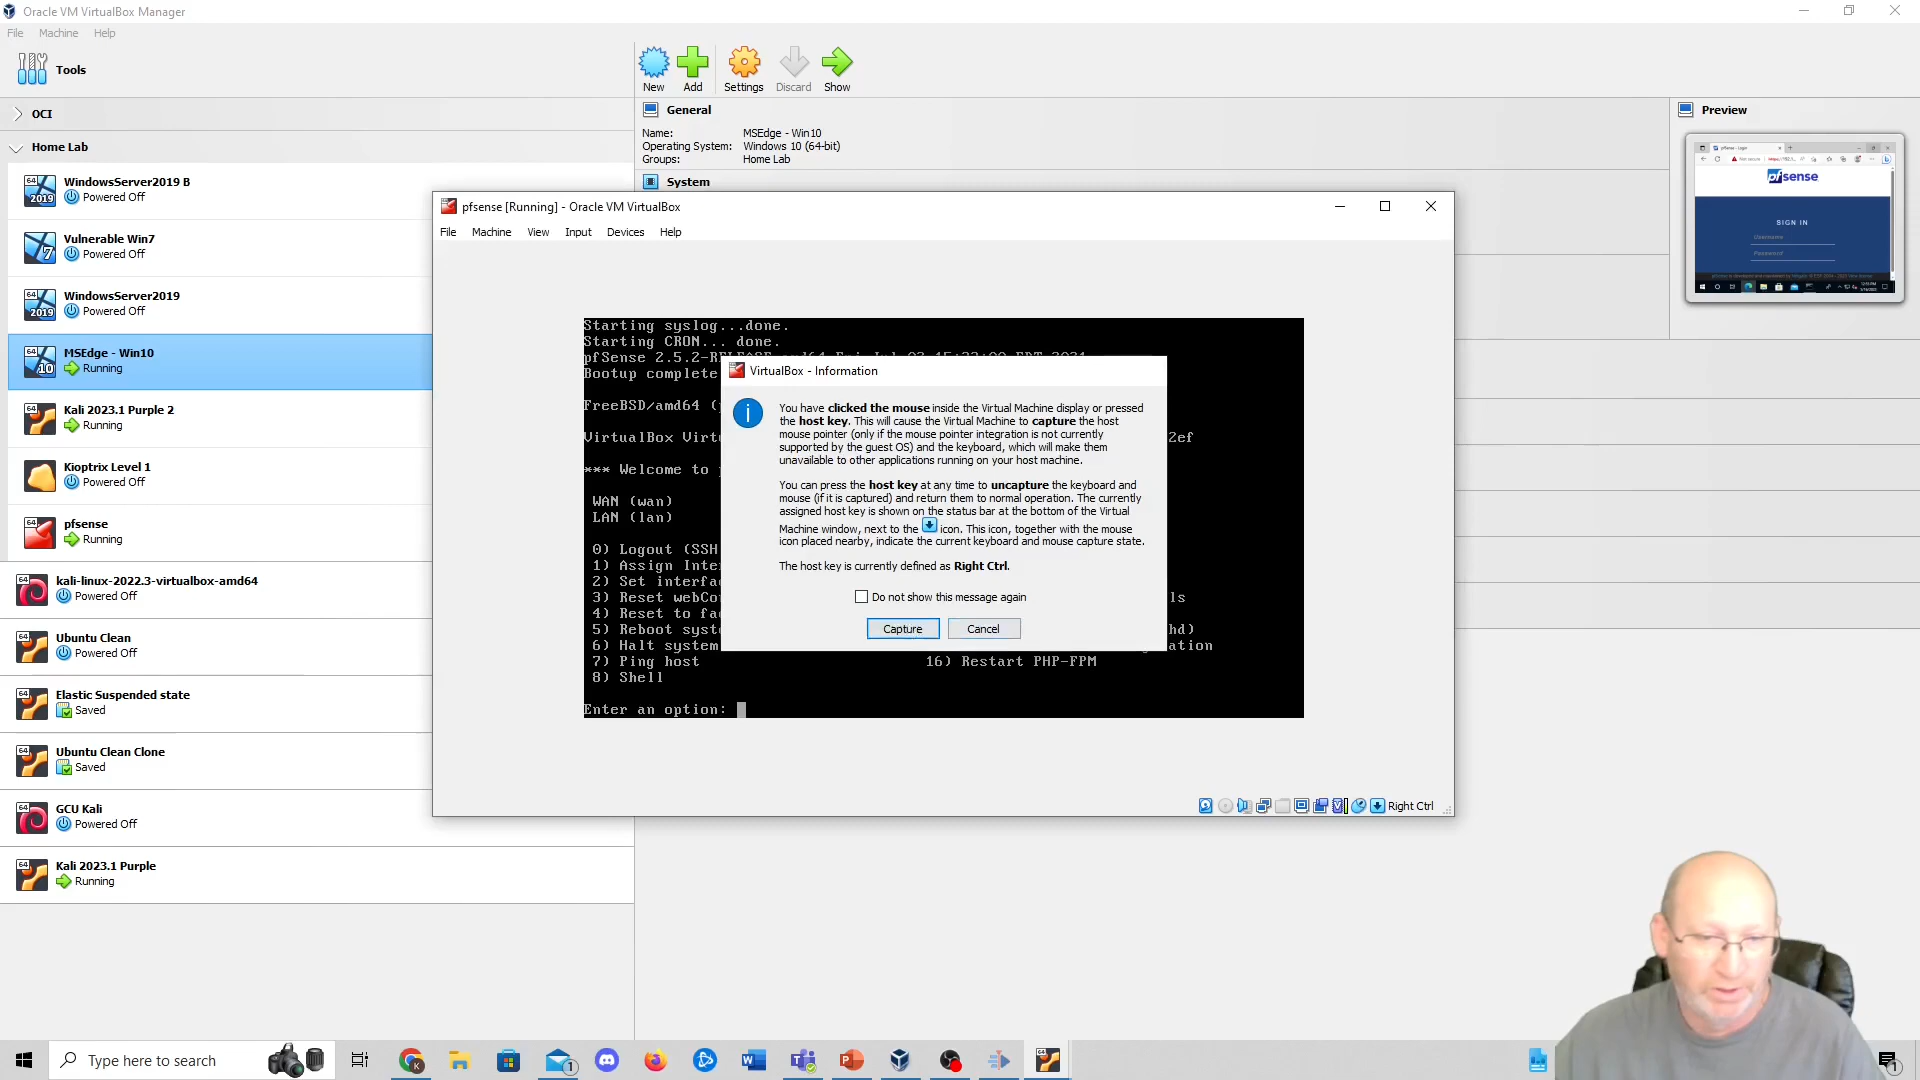 Oracle VM VirtualBox Manager
File Machine Help
Tools
New Add Settings Discard Show
OCI
Home Lab
WindowsServer2019 B
Powered Off
Vulnerable Win7
Powered Off
WindowsServer2019
Powered Off
MSEdge - Win10
Running
Kali 2023.1 Purple 2
Running
Kioptrix Level 1
Powered Off
pfsense
Running
kali-linux-2022.3-virtualbox-amd64
Powered Off
Ubuntu Clean
Powered Off
Elastic Suspended state
Saved
Ubuntu Clean Clone
Saved
GCU Kali
Powered Off
Kali 2023.1 Purple
Running
General
Name: MSEdge - Win10
Operating System: Windows 10 (64-bit)
Groups: Home Lab
System
Preview
pfsense
SIGN IN
Username
Password
pfsense [Running] - Oracle VM VirtualBox
File Machine View Input Devices Help
Starting syslog...done.
Starting CRON... done.
Bootup complete
FreeBSD/amd64 (
VirtualBox Virt 2ef
*** Welcome to
WAN (wan)
LAN (lan)
0) Logout (SSH
1) Assign Inte
2) Set interfa
3) Reset webCo ls
4) Reset to fa
5) Reboot syst hd)
6) Halt system ation
7) Ping host 16) Restart PHP-FPM
8) Shell
Enter an option:
VirtualBox - Information
You have clicked the mouse inside the Virtual Machine display or pressed
the host key. This will cause the Virtual Machine to capture the host
mouse pointer (only if the mouse pointer integration is not currently
supported by the guest OS) and the keyboard, which will make them
unavailable to other applications running on your host machine.
You can press the host key at any time to uncapture the keyboard and
mouse (if it is captured) and return them to normal operation. The currently
assigned host key is shown on the status bar at the bottom of the Virtual
Machine window, next to the icon. This icon, together with the mouse
icon placed nearby, indicate the current keyboard and mouse capture state.
The host key is currently defined as Right Ctrl.
Do not show this message again
Capture Cancel
Right Ctrl
Type here to search